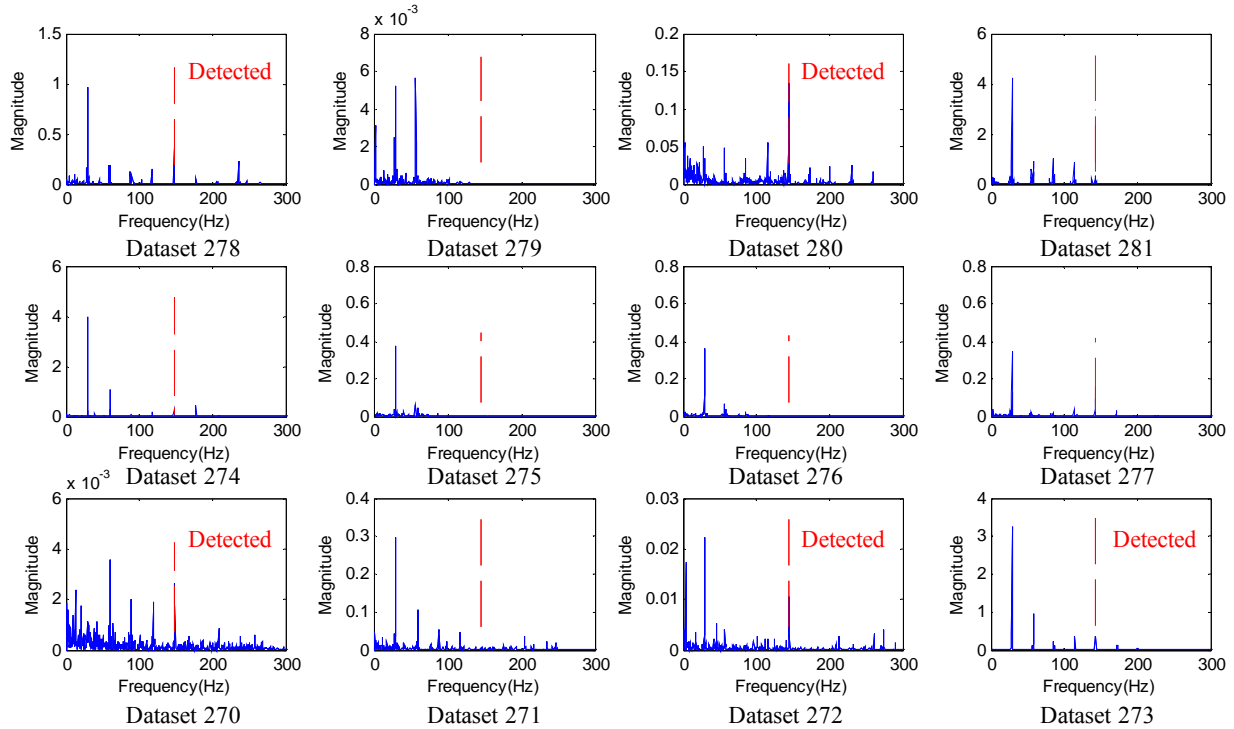 x 10^-3
1.5 8 0.2 6
Detected Detected
1 6 0.15 4
4 0.1
0.5 2 0.05 2
0 0 0 0
Magnitude Magnitude Magnitude Magnitude
0 100 200 300 0 100 200 300 0 100 200 300 0 100 200 300
Frequency(Hz) Frequency(Hz) Frequency(Hz) Frequency(Hz)
Dataset 278 Dataset 279 Dataset 280 Dataset 281
6 0.8 0.8 0.8
4 0.6 0.6 0.6
0.4 0.4 0.4
2 0.2 0.2 0.2
0 0 0 0
Magnitude Magnitude Magnitude Magnitude
0 100 200 300 0 100 200 300 0 100 200 300 0 100 200 300
Frequency(Hz) Frequency(Hz) Frequency(Hz) Frequency(Hz)
x 10^-3 Dataset 274 Dataset 275 Dataset 276 Dataset 277
6 0.4 0.03 4
Detected Detected Detected
4 0.3 0.02 3
0.2 2
2 0.1 0.01 1
0 0 0 0
Magnitude Magnitude Magnitude Magnitude
0 100 200 300 0 100 200 300 0 100 200 300 0 100 200 300
Frequency(Hz) Frequency(Hz) Frequency(Hz) Frequency(Hz)
Dataset 270 Dataset 271 Dataset 272 Dataset 273